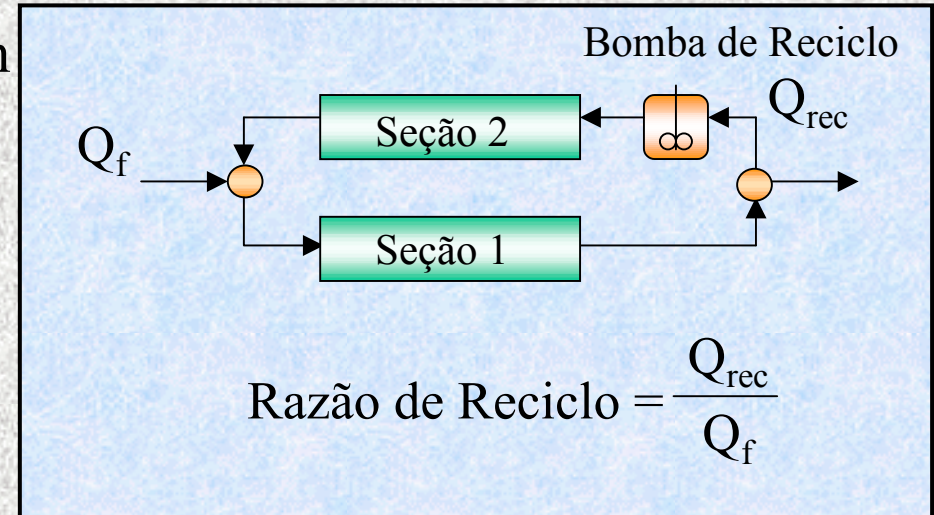 Bomba de Reciclo
Q_rec
Seção 2
Q_f
Seção 1
Razão de Reciclo = Q_rec / Q_f